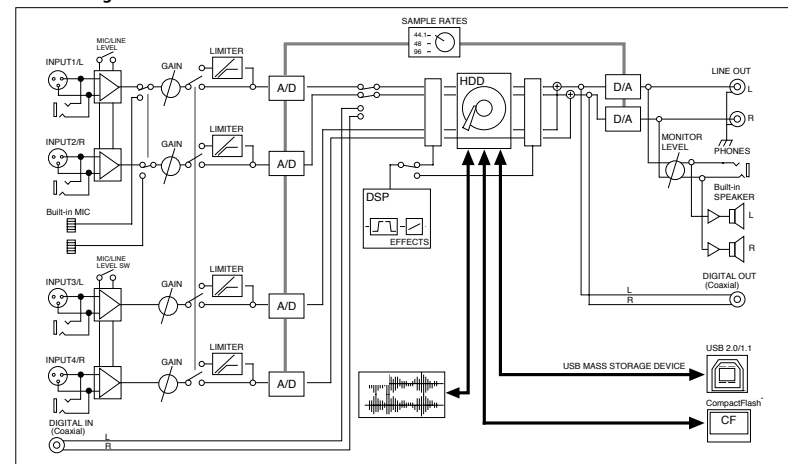 SAMPLE RATES
44.1
48
96
MIC/LINE
LEVEL
INPUT1/L
GAIN
LIMITER
A/D
HDD
D/A
LINE OUT
L
R
D/A
INPUT2/R
GAIN
LIMITER
A/D
MONITOR
LEVEL
PHONES
DSP
EFFECTS
Built-in
SPEAKER
L
R
Built-in MIC
MIC/LINE
LEVEL SW
INPUT3/L
GAIN
LIMITER
A/D
DIGITAL OUT
(Coaxial)
L
R
INPUT4/R
GAIN
LIMITER
A/D
USB MASS STORAGE DEVICE
USB 2.0/1.1
CompactFlash
CF
DIGITAL IN
(Coaxial)
L
R